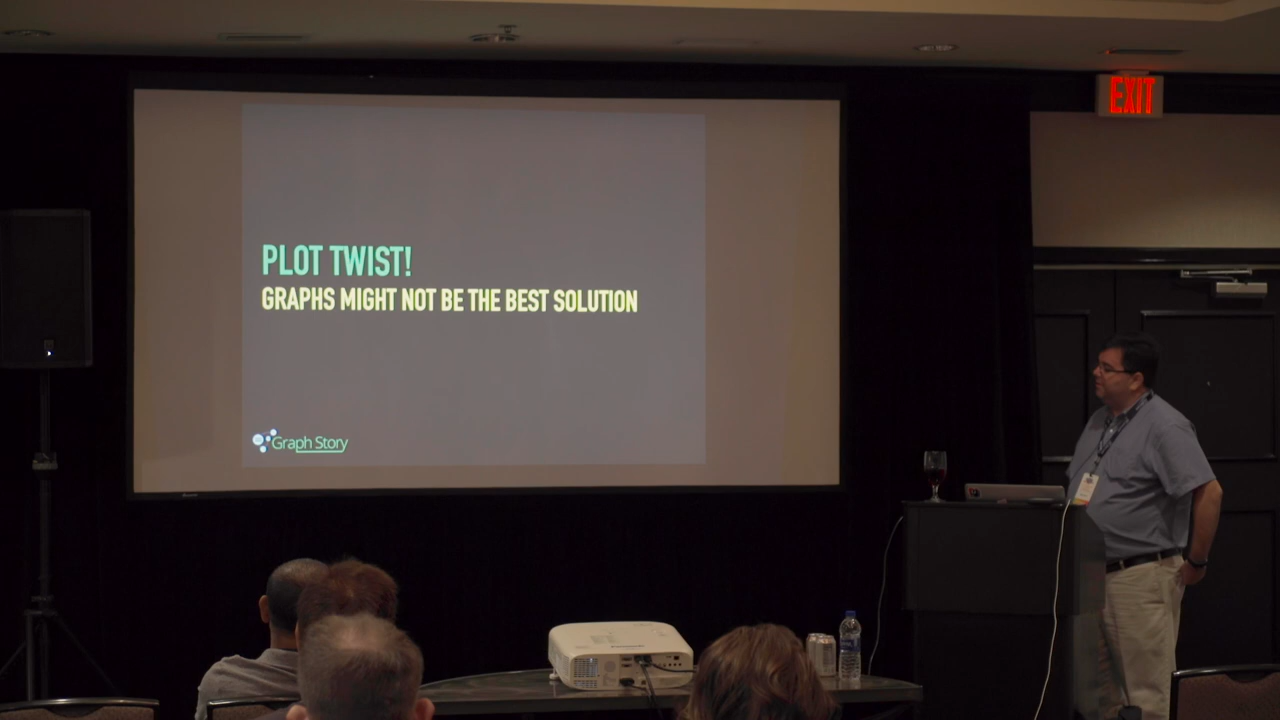 EXIT
PLOT TWIST!
GRAPHS MIGHT NOT BE THE BEST SOLUTION
Graph Story